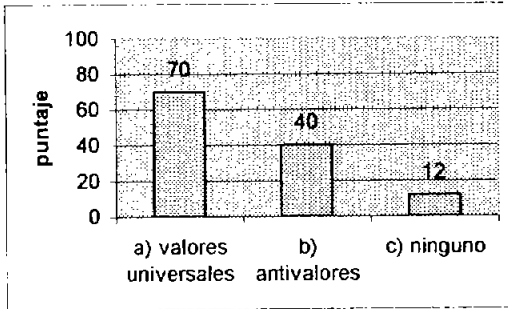 100
80
60
40
20
0
puntaje
70
40
12
a) valores
universales
b)
antivalores
c) ninguno